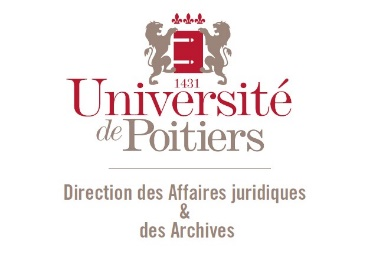 1431
Université
de Poitiers
Direction des Affaires juridiques
&
des Archives